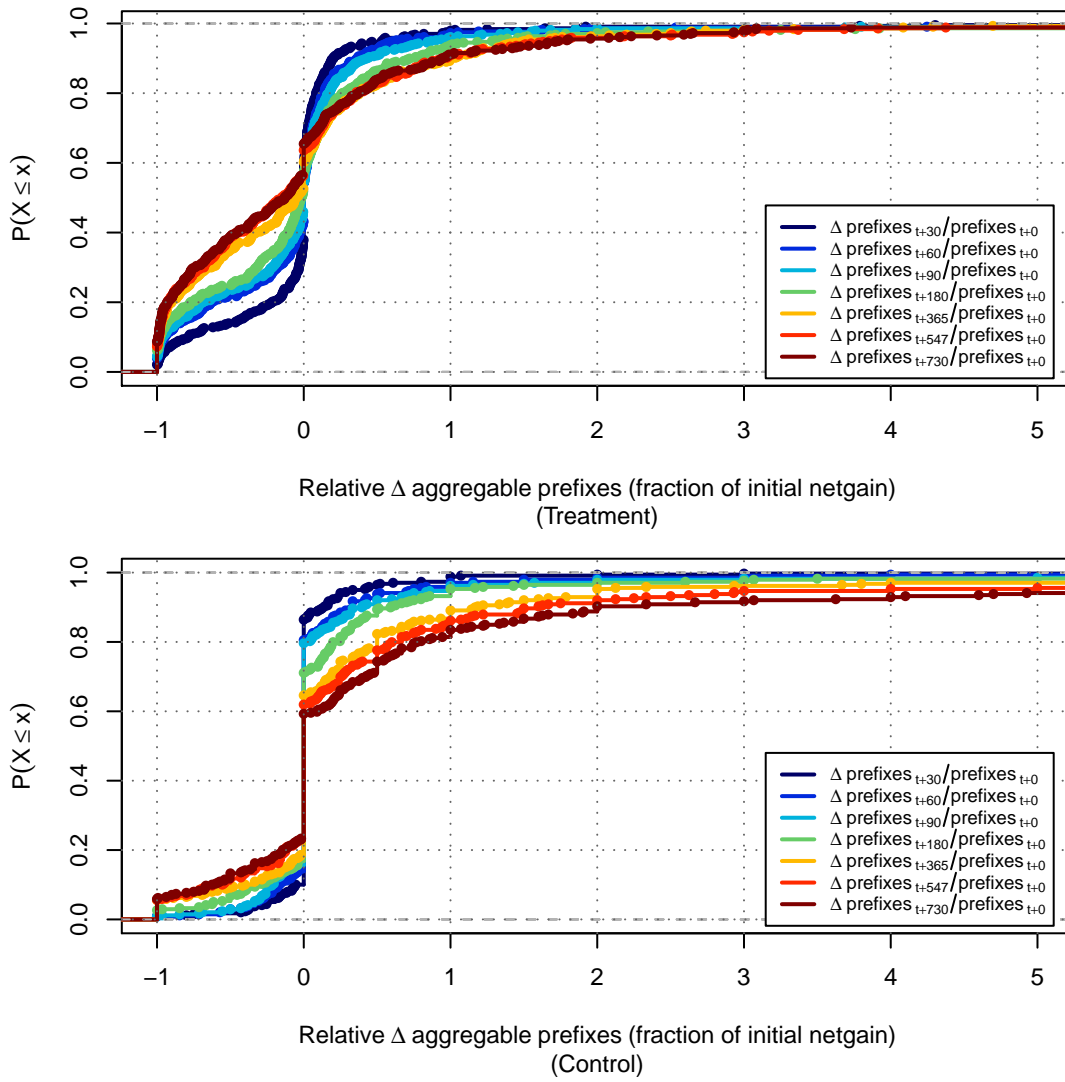 P(X ≤ x)
0.0 0.2 0.4 0.6 0.8 1.0
Δ prefixes t+30/prefixes t+0
Δ prefixes t+60/prefixes t+0
Δ prefixes t+90/prefixes t+0
Δ prefixes t+180/prefixes t+0
Δ prefixes t+365/prefixes t+0
Δ prefixes t+547/prefixes t+0
Δ prefixes t+730/prefixes t+0
−1 0 1 2 3 4 5
Relative Δ aggregable prefixes (fraction of initial netgain)
(Treatment)
P(X ≤ x)
0.0 0.2 0.4 0.6 0.8 1.0
Δ prefixes t+30/prefixes t+0
Δ prefixes t+60/prefixes t+0
Δ prefixes t+90/prefixes t+0
Δ prefixes t+180/prefixes t+0
Δ prefixes t+365/prefixes t+0
Δ prefixes t+547/prefixes t+0
Δ prefixes t+730/prefixes t+0
−1 0 1 2 3 4 5
Relative Δ aggregable prefixes (fraction of initial netgain)
(Control)